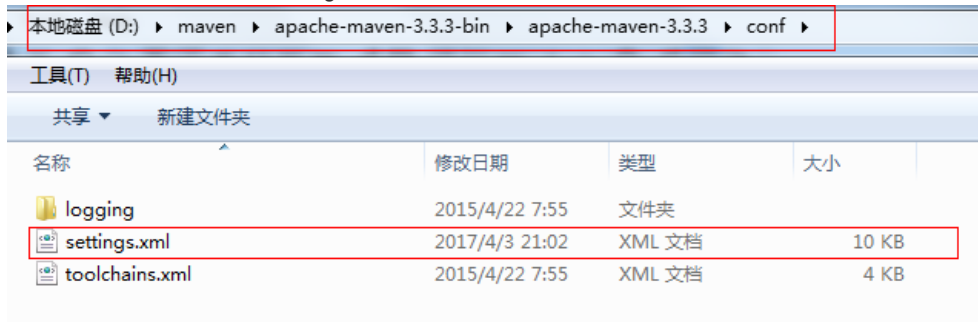 本地磁盘 (D:) ▸ maven ▸ apache-maven-3.3.3-bin ▸ apache-maven-3.3.3 ▸ conf ▸
工具(T) 帮助(H)
共享 新建文件夹
名称 修改日期 类型 大小
logging 2015/4/22 7:55 文件夹
settings.xml 2017/4/3 21:02 XML 文档 10 KB
toolchains.xml 2015/4/22 7:55 XML 文档 4 KB